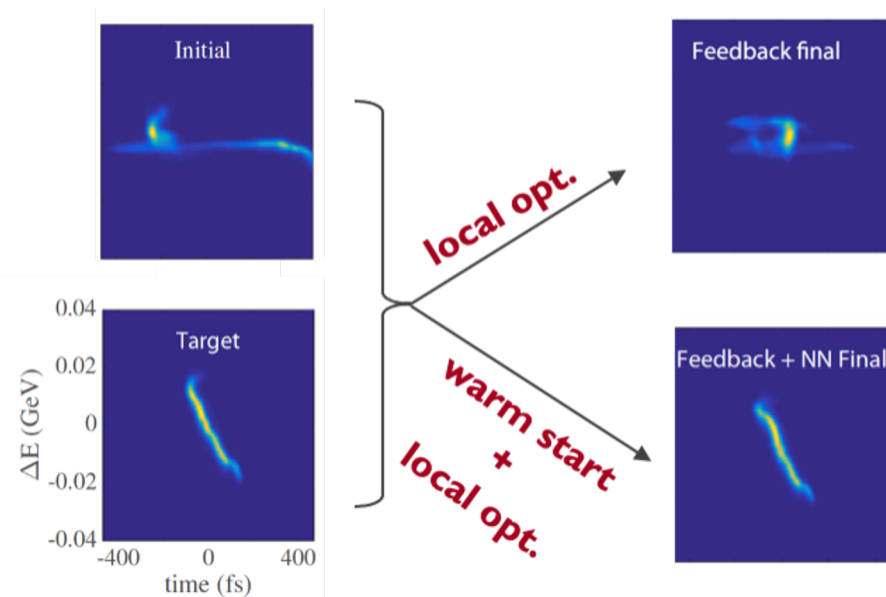 Initial
Feedback final
local opt.
Target
0.04
0.02
0
-0.02
-0.04
ΔE (GeV)
-400
0
400
time (fs)
Feedback + NN Final
warm start
+
local opt.